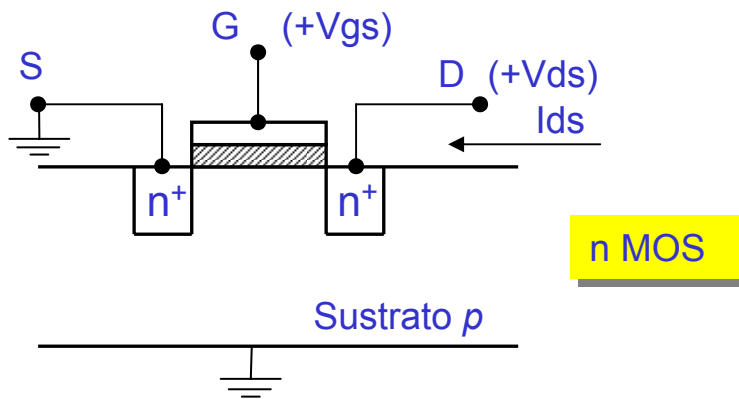 G (+Vgs)
S
D (+Vds)
Ids
n⁺ n⁺
n MOS
Sustrato p